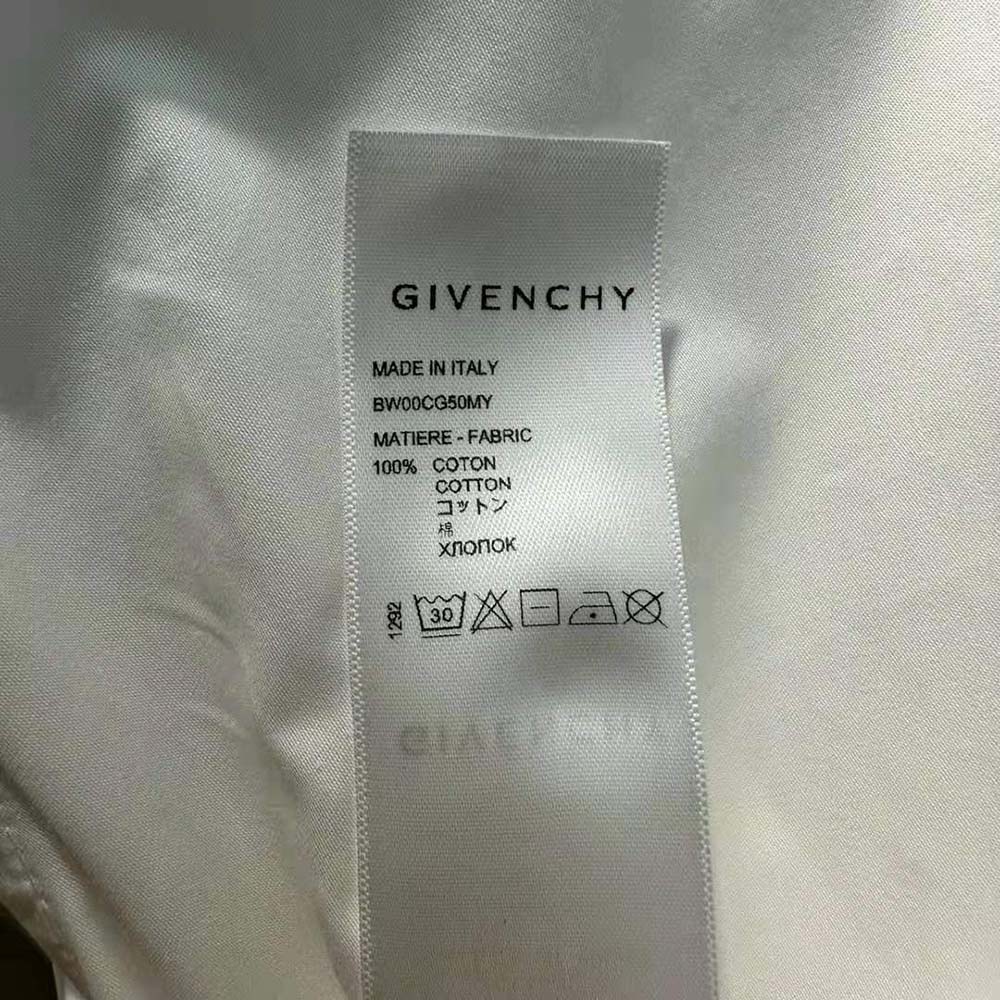 GIVENCHY
MADE IN ITALY
BW00CG50MY
MATIERE - FABRIC
100% COTON
COTTON
コットン
棉
ХЛОПОК
1292
30